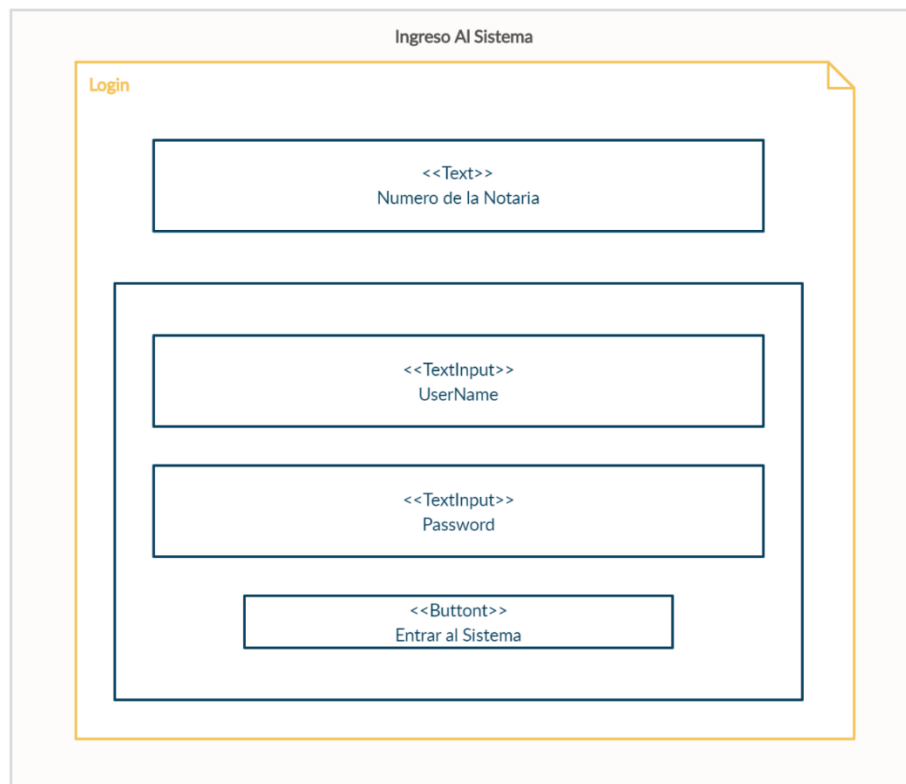 Ingreso Al Sistema
Login
<<Text>>
Numero de la Notaria
<<TextInput>>
UserName
<<TextInput>>
Password
<<Buttont>>
Entrar al Sistema